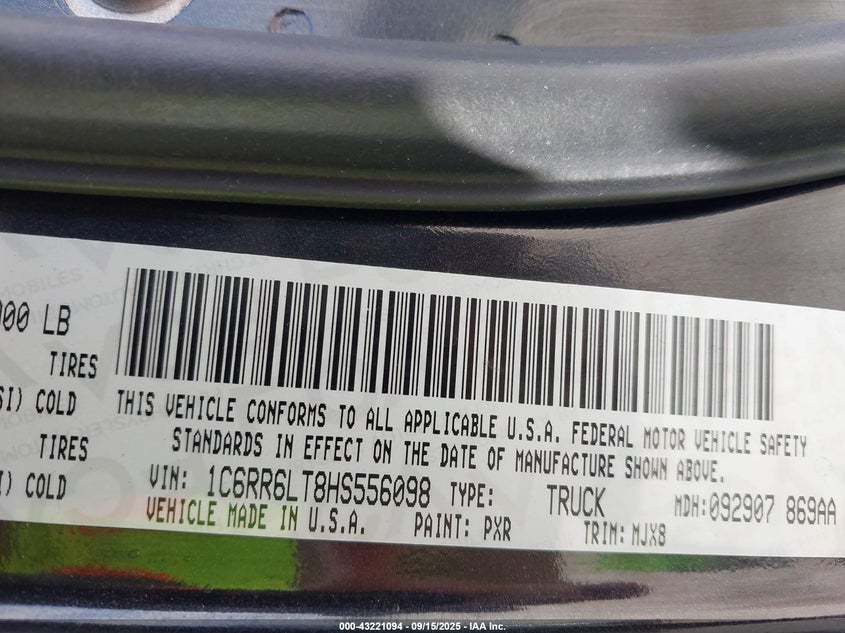 000 LB
TIRES
SI) COLD
TIRES
I) COLD
THIS VEHICLE CONFORMS TO ALL APPLICABLE U.S.A. FEDERAL MOTOR VEHICLE SAFETY
STANDARDS IN EFFECT ON THE DATE OF MANUFACTURE SHOWN ABOVE.
VIN: 1C6RR6LT8HS556098 TYPE: TRUCK MDH:092907 869AA
VEHICLE MADE IN U.S.A. PAINT: PXR TRIM: MJX8
000-43221094 - 09/15/2025 - IAA Inc.